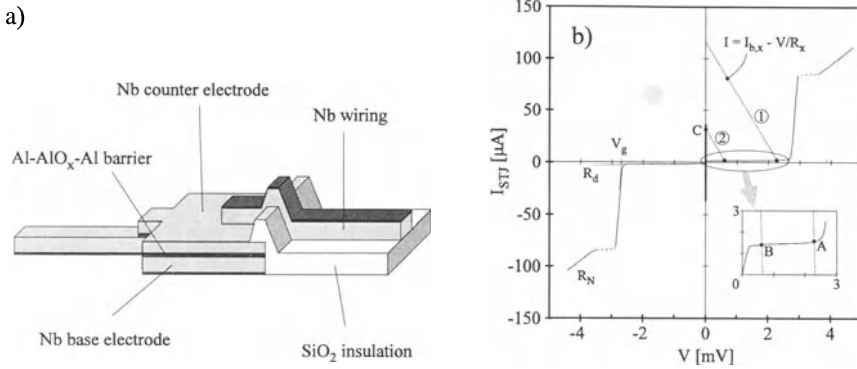 a)
Nb counter electrode
Nb wiring
Al-AlOx-Al barrier
Nb base electrode
SiO2 insulation
b)
150
100
50
0
-50
-100
-150
ISTJ [µA]
I = Ib,x - V/Rx
①
②
C
Vg
Rd
RN
3
B
A
0
3
-4
-2
0
2
4
V [mV]